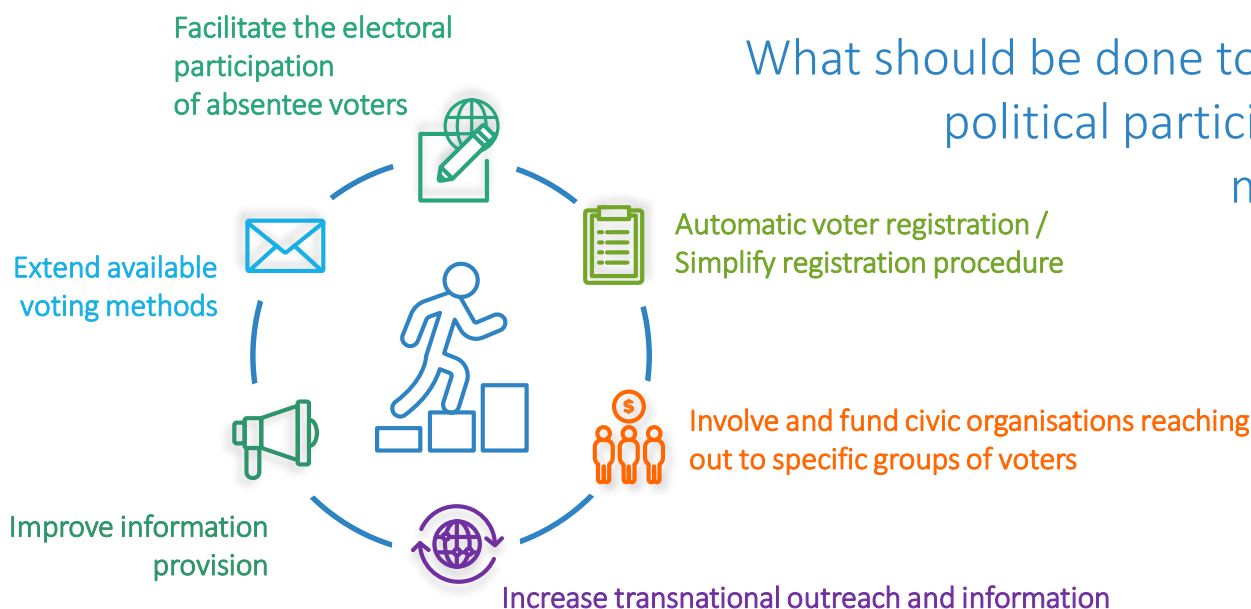 What should be done to
political partici
Facilitate the electoral
participation
of absentee voters
Automatic voter registration /
Simplify registration procedure
Extend available
voting methods
$
Involve and fund civic organisations reaching
out to specific groups of voters
Improve information
provision
Increase transnational outreach and information